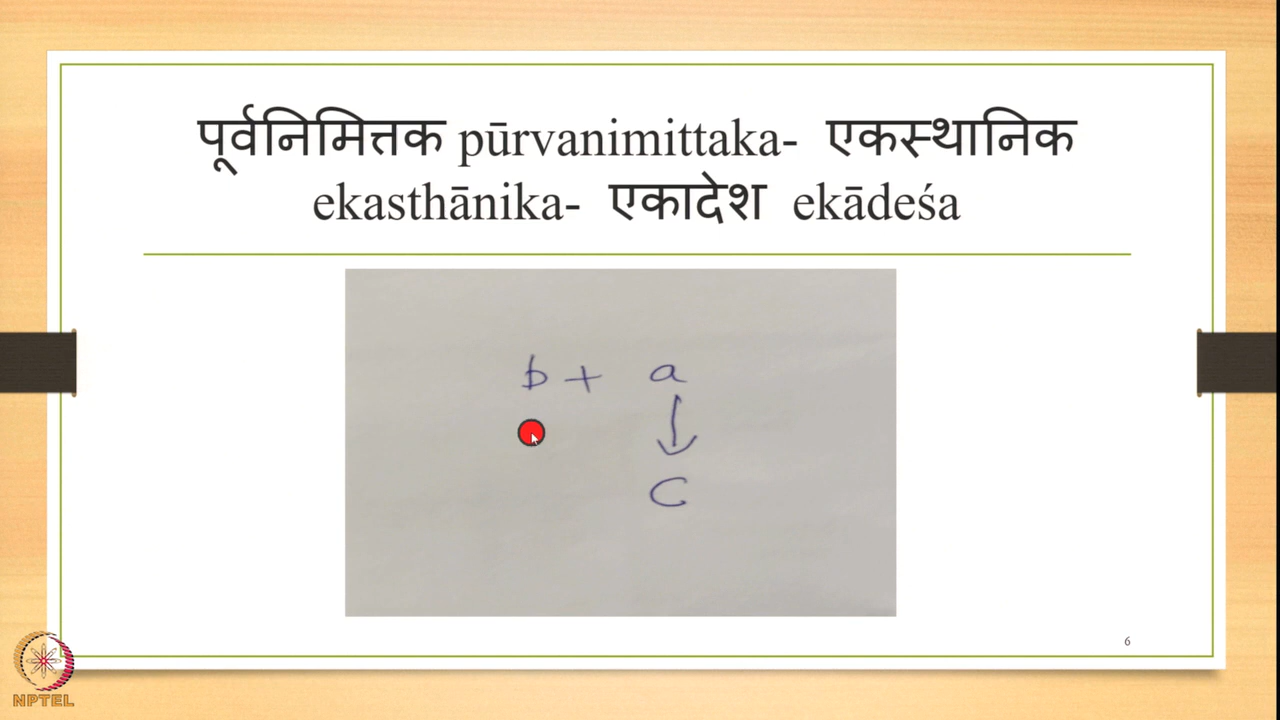 पूर्वनिमित्तक pūrvanimittaka- एकस्थानिक
ekasthānika- एकादेश ekādeśa
b + a
↓
c
6
NPTEL